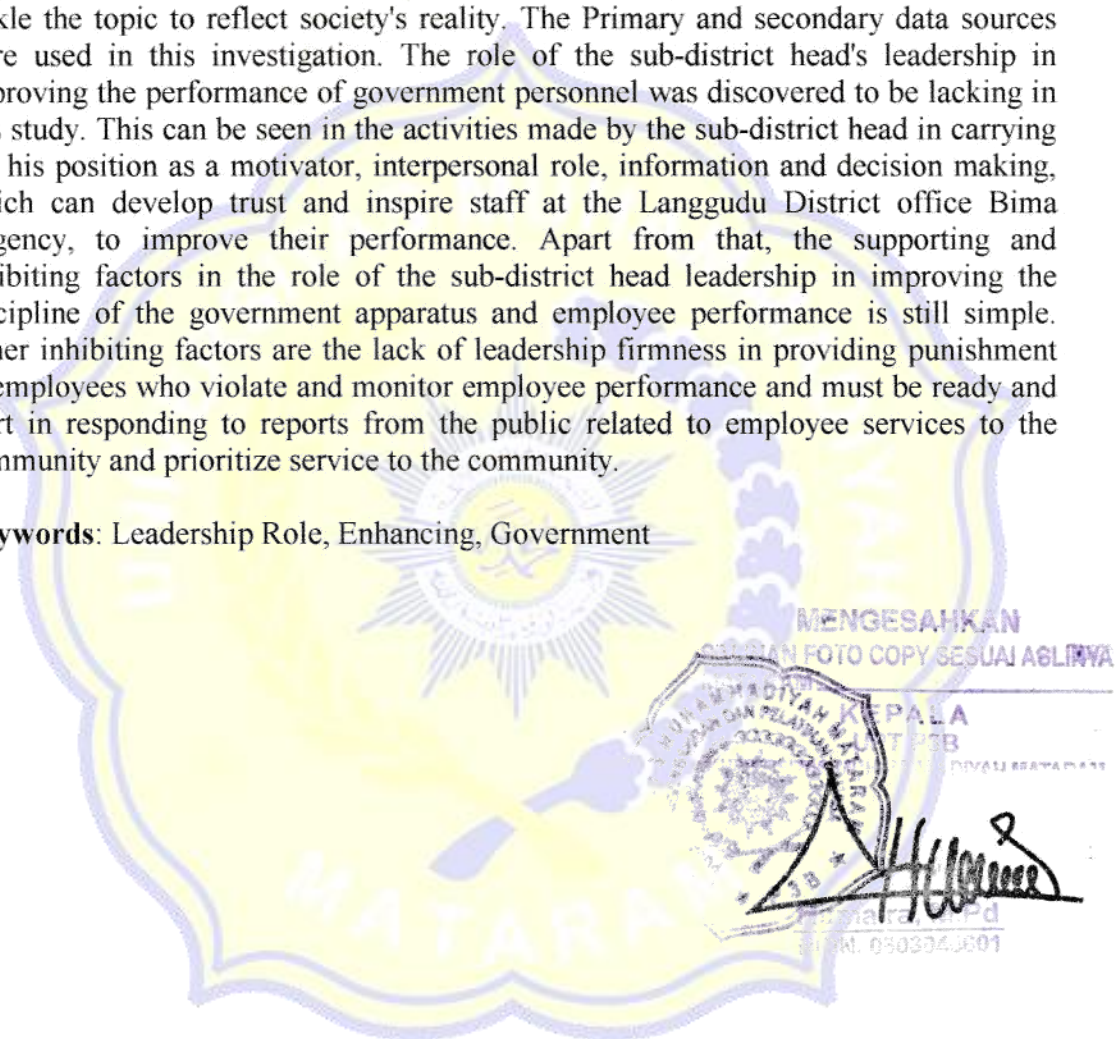 kle the topic to reflect society's reality. The Primary and secondary data sources
re used in this investigation. The role of the sub-district head's leadership in
proving the performance of government personnel was discovered to be lacking in
study. This can be seen in the activities made by the sub-district head in carrying
his position as a motivator, interpersonal role, information and decision making,
ich can develop trust and inspire staff at the Langgudu District office Bima
gency, to improve their performance. Apart from that, the supporting and
ibiting factors in the role of the sub-district head leadership in improving the
cipline of the government apparatus and employee performance is still simple.
her inhibiting factors are the lack of leadership firmness in providing punishment
employees who violate and monitor employee performance and must be ready and
rt in responding to reports from the public related to employee services to the
mmunity and prioritize service to the community.
ywords: Leadership Role, Enhancing, Government
MENGESAHKAN
FOTO COPY SESUAI ASLINYA
KEPALA
MUHAMMADIYAH MATARAM
P3B
MATARAM